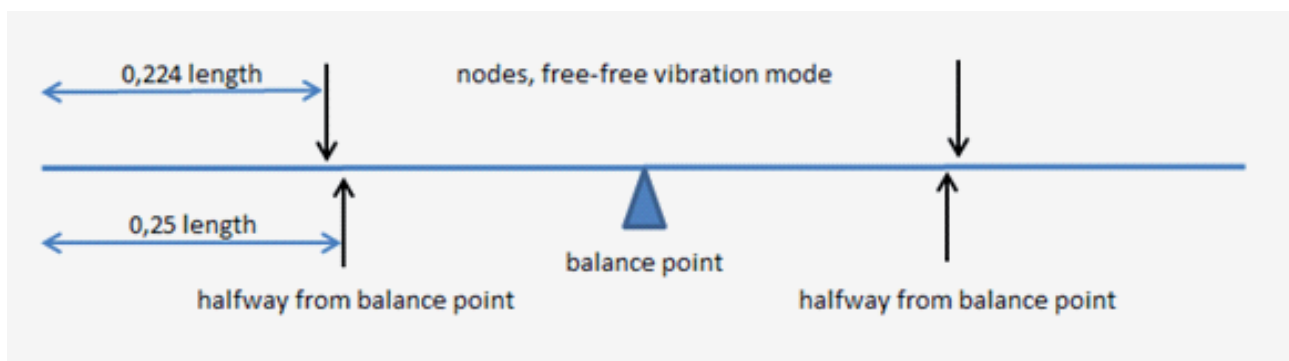 0,224 length
nodes, free-free vibration mode
0,25 length
balance point
halfway from balance point
halfway from balance point